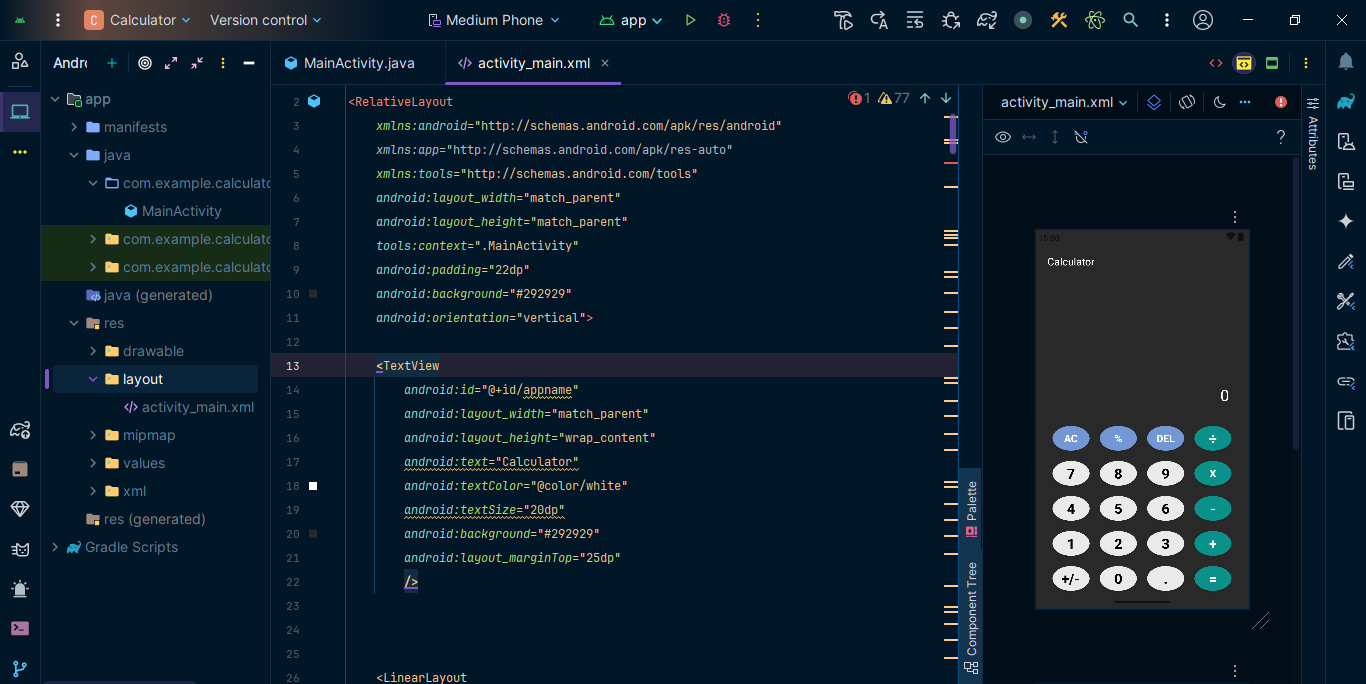 C Calculator Version control Medium Phone app
Andr
MainActivity.java activity_main.xml
app
manifests
java
com.example.calculato
MainActivity
com.example.calculato
com.example.calculato
java (generated)
res
drawable
layout
activity_main.xml
mipmap
values
xml
res (generated)
Gradle Scripts
1 77
2 <RelativeLayout
3 xmlns:android="http://schemas.android.com/apk/res/android"
4 xmlns:app="http://schemas.android.com/apk/res-auto"
5 xmlns:tools="http://schemas.android.com/tools"
6 android:layout_width="match_parent"
7 android:layout_height="match_parent"
8 tools:context=".MainActivity"
9 android:padding="22dp"
10 android:background="#292929"
11 android:orientation="vertical">
12
13 <TextView
14 android:id="@+id/appname"
15 android:layout_width="match_parent"
16 android:layout_height="wrap_content"
17 android:text="Calculator"
18 android:textColor="@color/white"
19 android:textSize="20dp"
20 android:background="#292929"
21 android:layout_marginTop="25dp"
22 />
23
24
25
26 <LinearLayout
Palette
Component Tree
activity_main.xml
?
Attributes
15:00
Calculator
0
AC % DEL ÷
7 8 9 x
4 5 6 -
1 2 3 +
+/- 0 . =